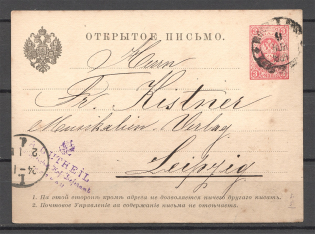 ОТКРЫТОЕ ПИСЬМО.
Herrn
Fr. Kistner
Musikalien Verlag
Leipzig
1. На этой сторонѣ кромѣ адреса не дозволяется ничего другаго писать.
2. Почтовое Управленіе за содержаніе письма не отвѣчаетъ.